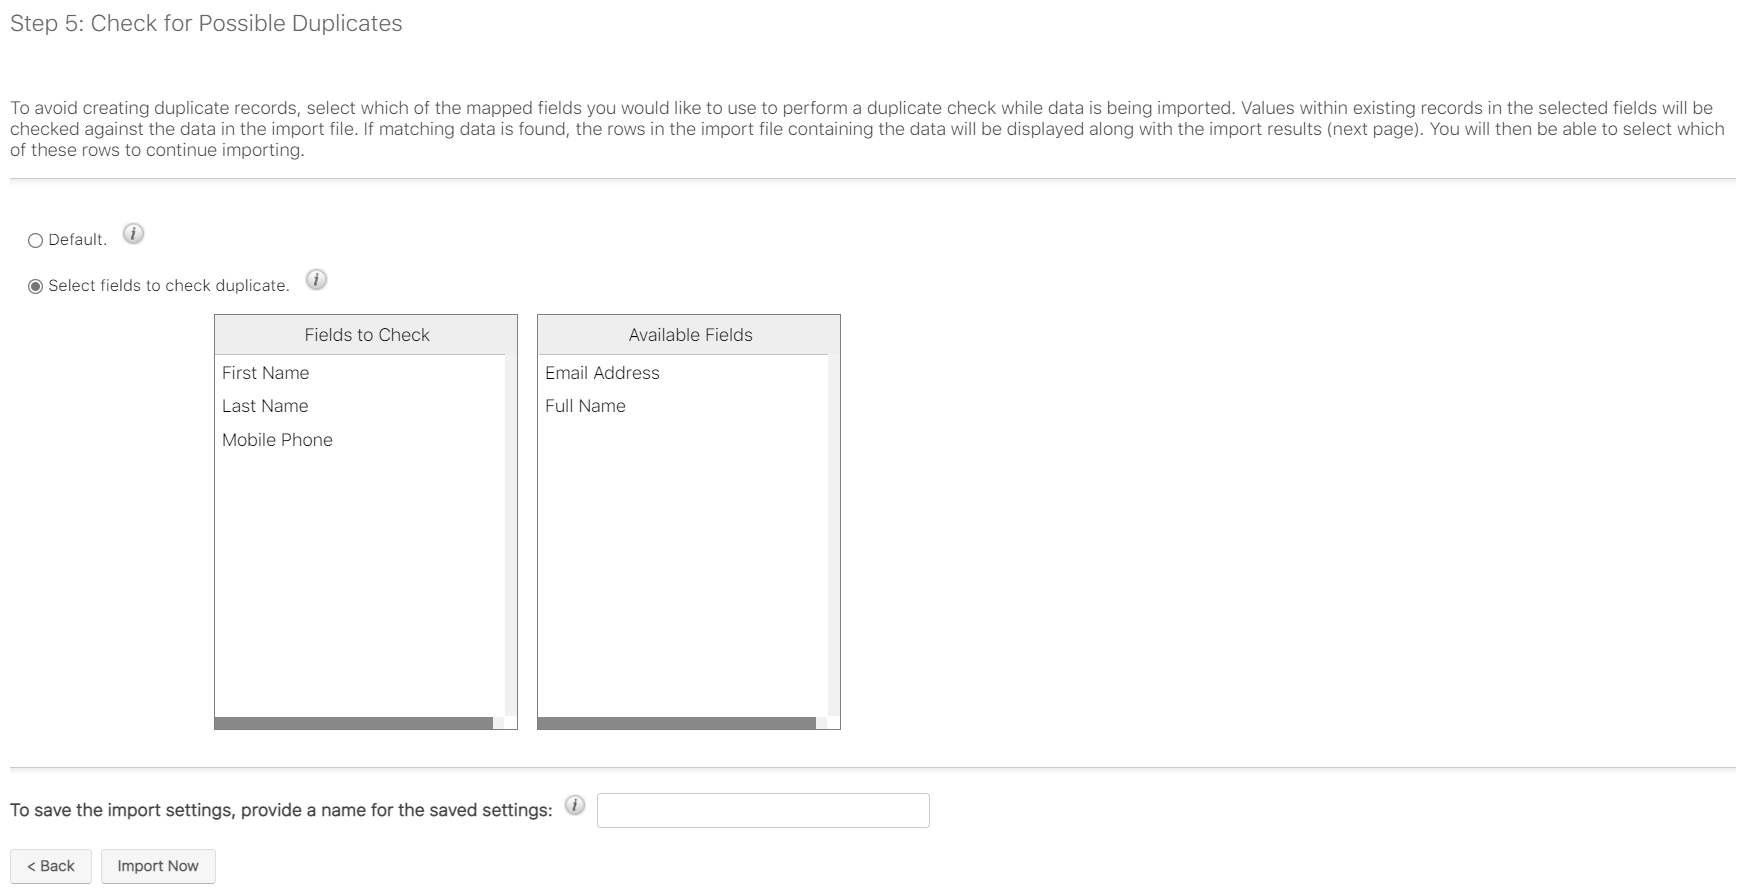 Step 5: Check for Possible Duplicates
To avoid creating duplicate records, select which of the mapped fields you would like to use to perform a duplicate check while data is being imported. Values within existing records in the selected fields will be
checked against the data in the import file. If matching data is found, the rows in the import file containing the data will be displayed along with the import results (next page). You will then be able to select which
of these rows to continue importing.
Default. i
Select fields to check duplicate. i
Fields to Check
First Name
Last Name
Mobile Phone
Available Fields
Email Address
Full Name
To save the import settings, provide a name for the saved settings: i
< Back
Import Now